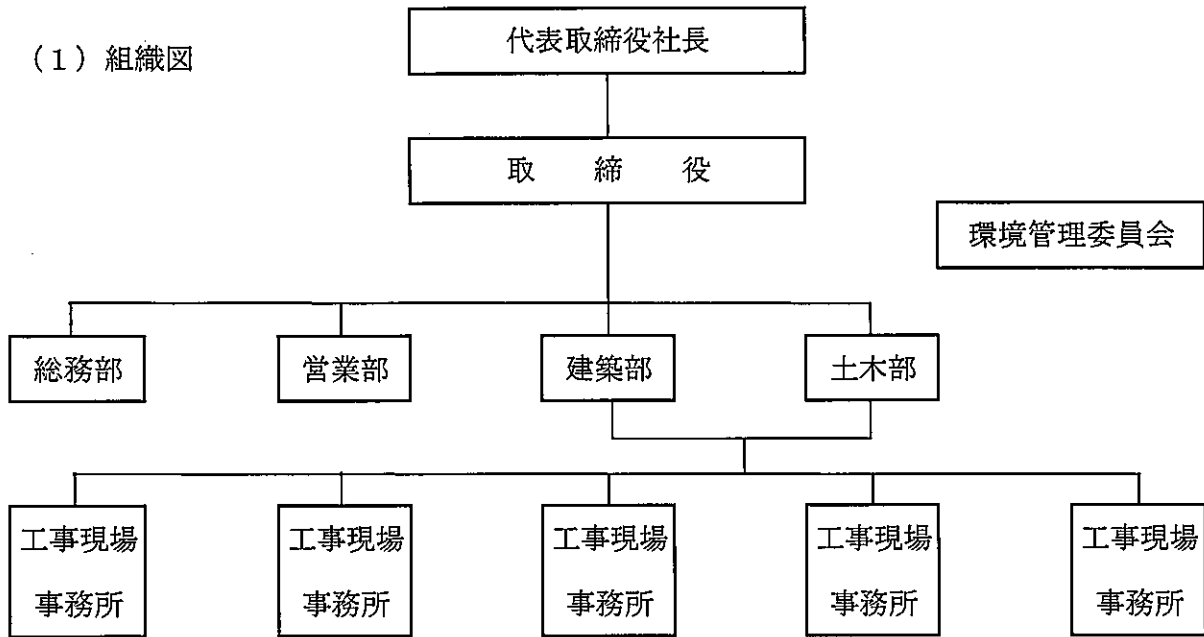 (1)組織図
代表取締役社長
取締役
環境管理委員会
総務部
営業部
建築部
土木部
工事現場
事務所
工事現場
事務所
工事現場
事務所
工事現場
事務所
工事現場
事務所